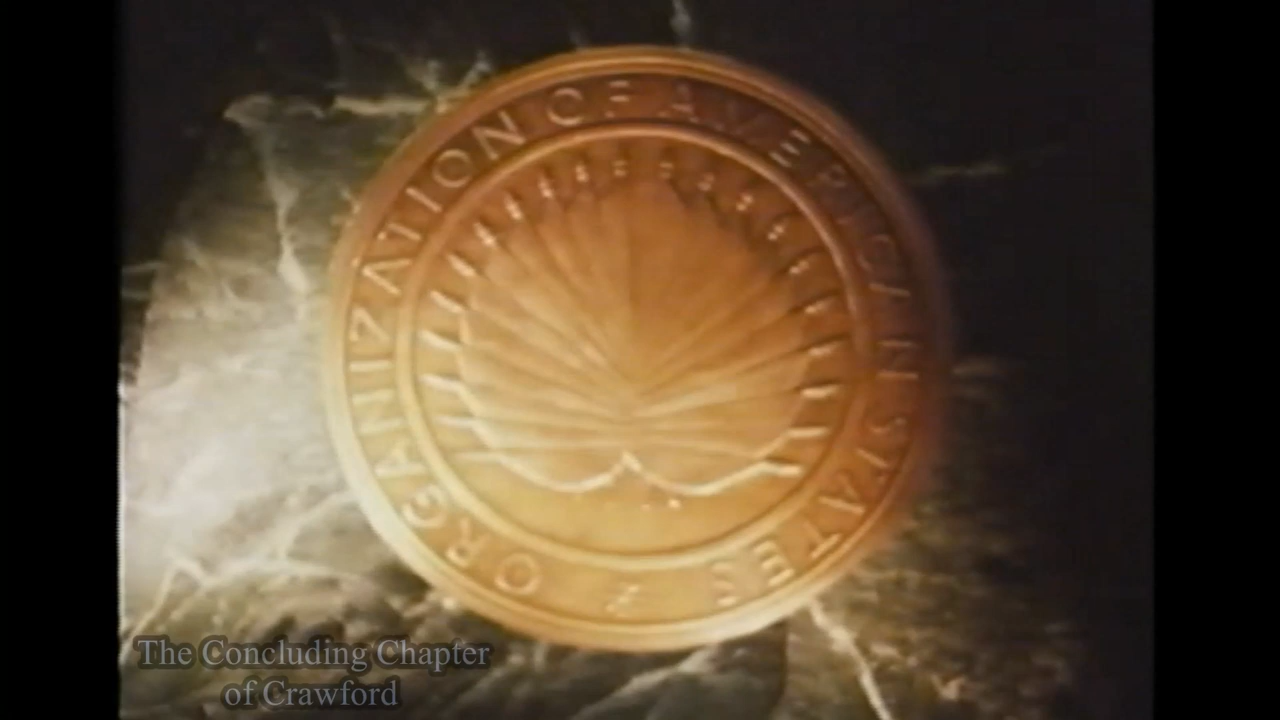 ORGANIZATION OF AMERICAN STATES
The Concluding Chapter
of Crawford